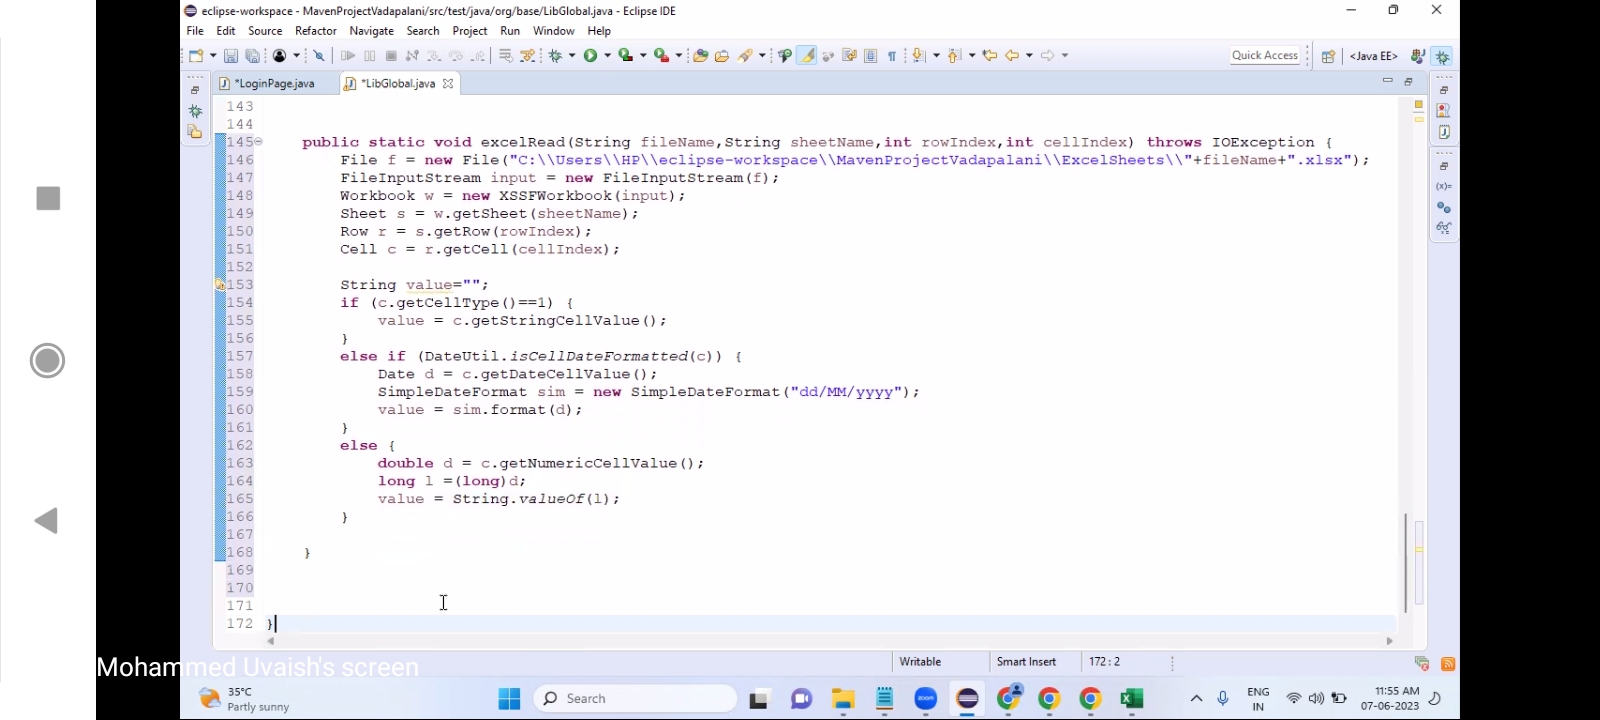 eclipse-workspace - MavenProjectVadapalani/src/test/java/org/base/LibGlobal.java - Eclipse IDE
File Edit Source Refactor Navigate Search Project Run Window Help
Quick Access <Java EE>
*LoginPage.java *LibGlobal.java
143
144
145 public static void excelRead(String fileName,String sheetName,int rowIndex,int cellIndex) throws IOException {
146 File f = new File("C:\\Users\\HP\\eclipse-workspace\\MavenProjectVadapalani\\ExcelSheets\\"+fileName+".xlsx");
147 FileInputStream input = new FileInputStream(f);
148 Workbook w = new XSSFWorkbook(input);
149 Sheet s = w.getSheet(sheetName);
150 Row r = s.getRow(rowIndex);
151 Cell c = r.getCell(cellIndex);
152
153 String value="";
154 if (c.getCellType()==1) {
155 value = c.getStringCellValue();
156 }
157 else if (DateUtil.isCellDateFormatted(c)) {
158 Date d = c.getDateCellValue();
159 SimpleDateFormat sim = new SimpleDateFormat("dd/MM/yyyy");
160 value = sim.format(d);
161 }
162 else {
163 double d = c.getNumericCellValue();
164 long l =(long)d;
165 value = String.valueOf(l);
166 }
167
168 }
169
170
171
172 }
Writable Smart Insert 172 : 2
Mohammed Uvaish's screen
35°C
Partly sunny
Search
zoom
ENG
IN
11:55 AM
07-06-2023